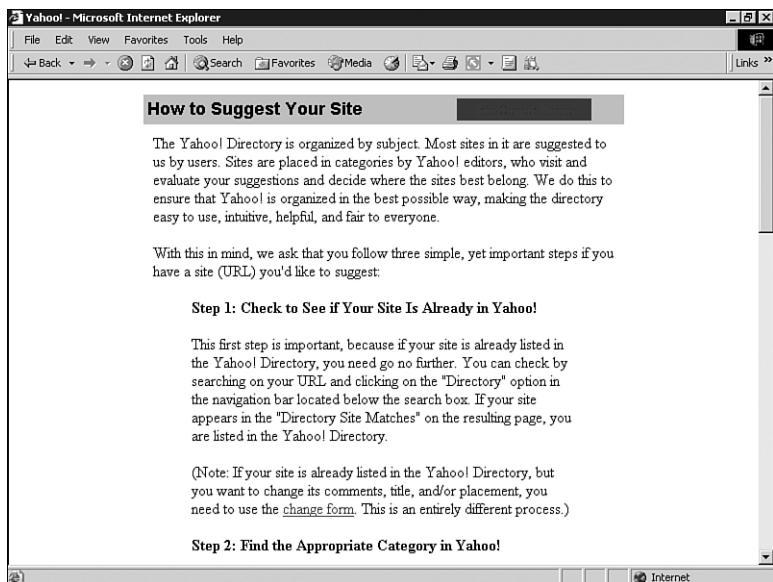 Yahoo! - Microsoft Internet Explorer
File Edit View Favorites Tools Help
Back Search Favorites Media Links »
How to Suggest Your Site
The Yahoo! Directory is organized by subject. Most sites in it are suggested to
us by users. Sites are placed in categories by Yahoo! editors, who visit and
evaluate your suggestions and decide where the sites best belong. We do this to
ensure that Yahoo! is organized in the best possible way, making the directory
easy to use, intuitive, helpful, and fair to everyone.
With this in mind, we ask that you follow three simple, yet important steps if you
have a site (URL) you'd like to suggest:
Step 1: Check to See if Your Site Is Already in Yahoo!
This first step is important, because if your site is already listed in
the Yahoo! Directory, you need go no further. You can check by
searching on your URL and clicking on the "Directory" option in
the navigation bar located below the search box. If your site
appears in the "Directory Site Matches" on the resulting page, you
are listed in the Yahoo! Directory.
(Note: If your site is already listed in the Yahoo! Directory, but
you want to change its comments, title, and/or placement, you
need to use the change form. This is an entirely different process.)
Step 2: Find the Appropriate Category in Yahoo!
Internet